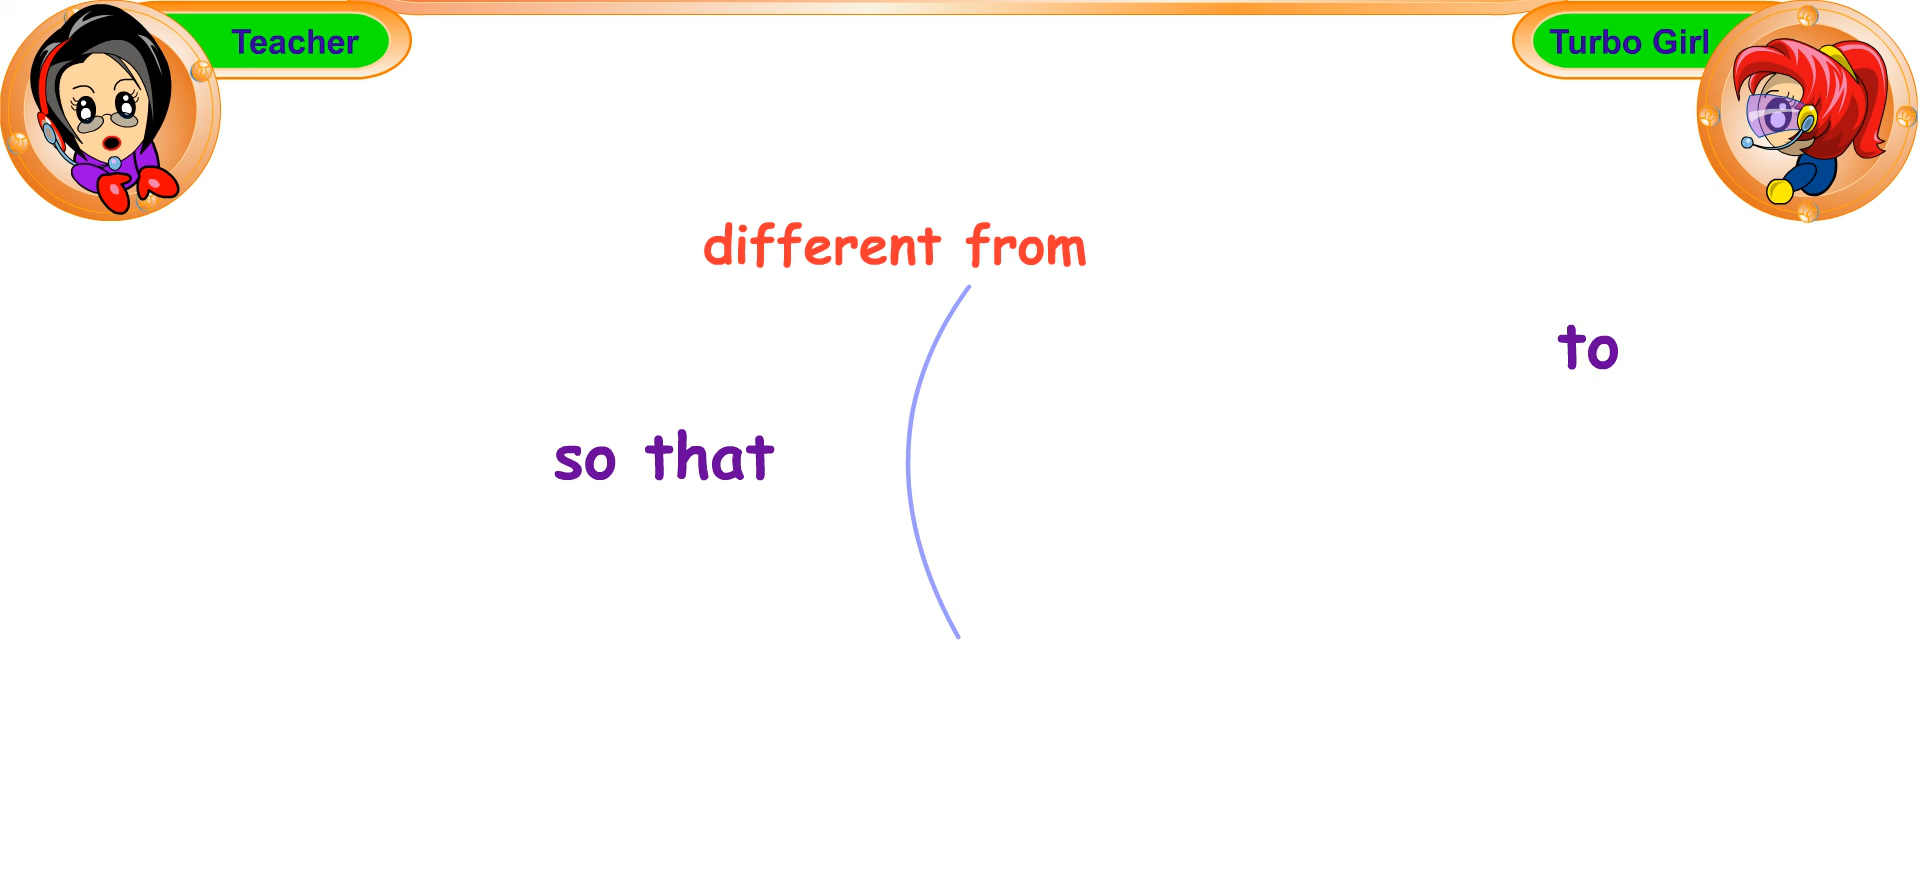 Teacher
Turbo Girl
different from
to
so that